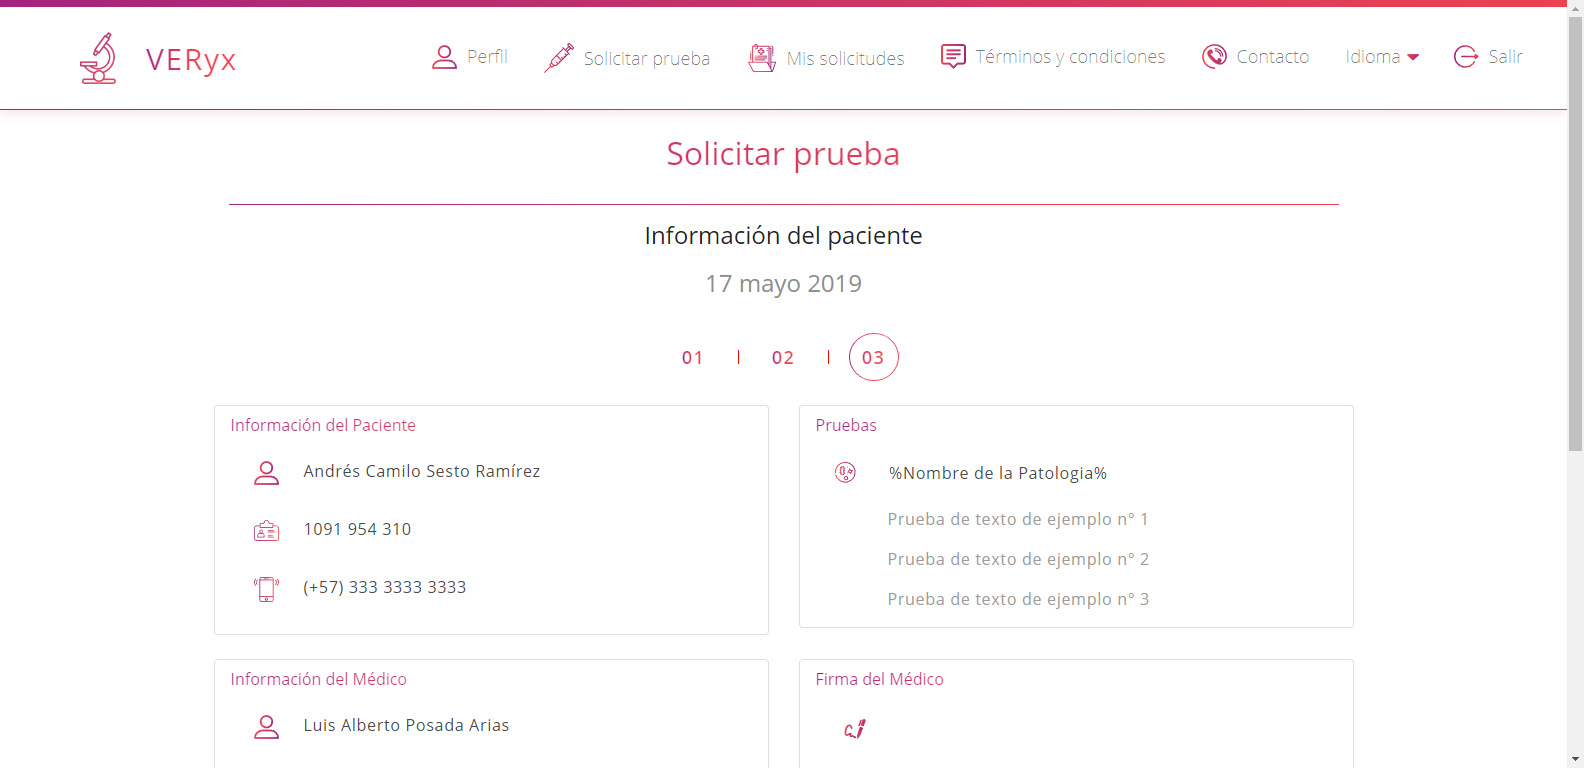 VERyx
Perfil
Solicitar prueba
Mis solicitudes
Términos y condiciones
Contacto
Idioma
Salir
Solicitar prueba
Información del paciente
17 mayo 2019
01
02
03
Información del Paciente
Andrés Camilo Sesto Ramírez
1091 954 310
(+57) 333 3333 3333
Pruebas
%Nombre de la Patologia%
Prueba de texto de ejemplo n° 1
Prueba de texto de ejemplo n° 2
Prueba de texto de ejemplo n° 3
Información del Médico
Luis Alberto Posada Arias
Firma del Médico